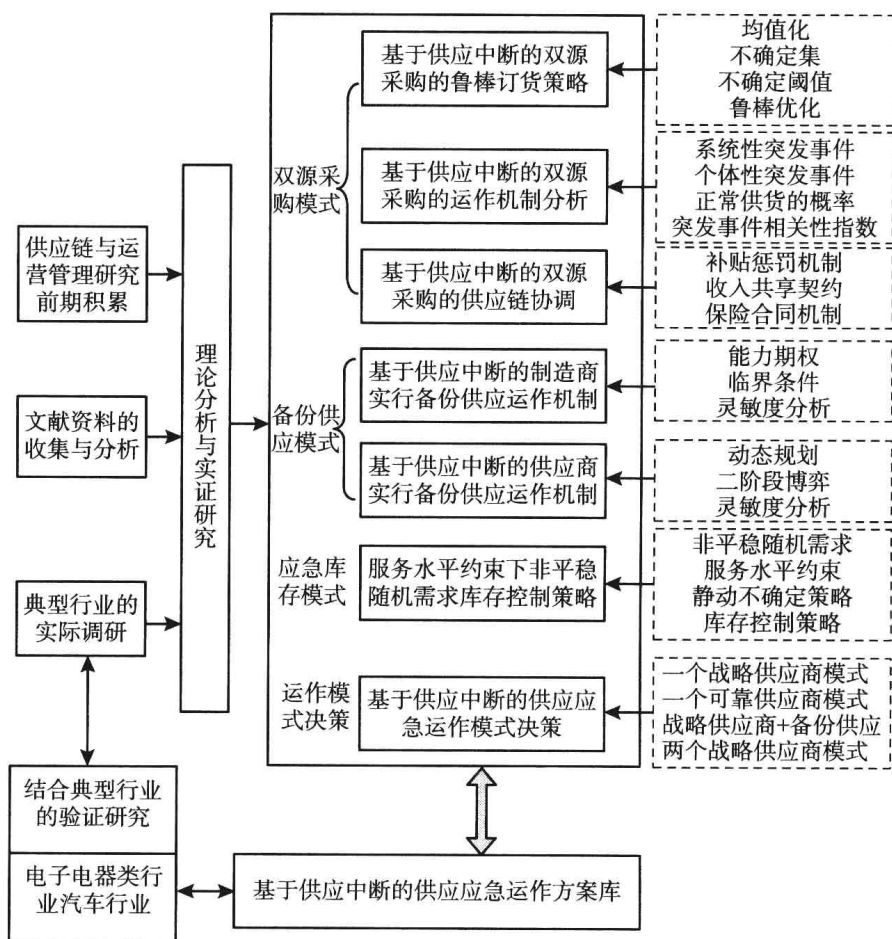 供应链与运
营管理研究
前期积累
文献资料的
收集与分析
典型行业的
实际调研
结合典型行业
的验证研究
电子电器类行
业汽车行业
理论分析与实证研究
双源采
购模式
基于供应中断的双源
采购的鲁棒订货策略
基于供应中断的双源
采购的运作机制分析
基于供应中断的双源
采购的供应链协调
备份供
应模式
基于供应中断的制造商
实行备份供应运作机制
基于供应中断的供应商
实行备份供应运作机制
应急库
存模式
服务水平约束下非平稳
随机需求库存控制策略
运作模
式决策
基于供应中断的供应应
急运作模式决策
均值化
不确定集
不确定阈值
鲁棒优化
系统性突发事件
个体性突发事件
正常供货的概率
突发事件相关性指数
补贴惩罚机制
收入共享契约
保险合同机制
能力期权
临界条件
灵敏度分析
动态规划
二阶段博弈
灵敏度分析
非平稳随机需求
服务水平约束
静动不确定策略
库存控制策略
一个战略供应商模式
一个可靠供应商模式
战略供应商+备份供应
两个战略供应商模式
基于供应中断的供应应急运作方案库